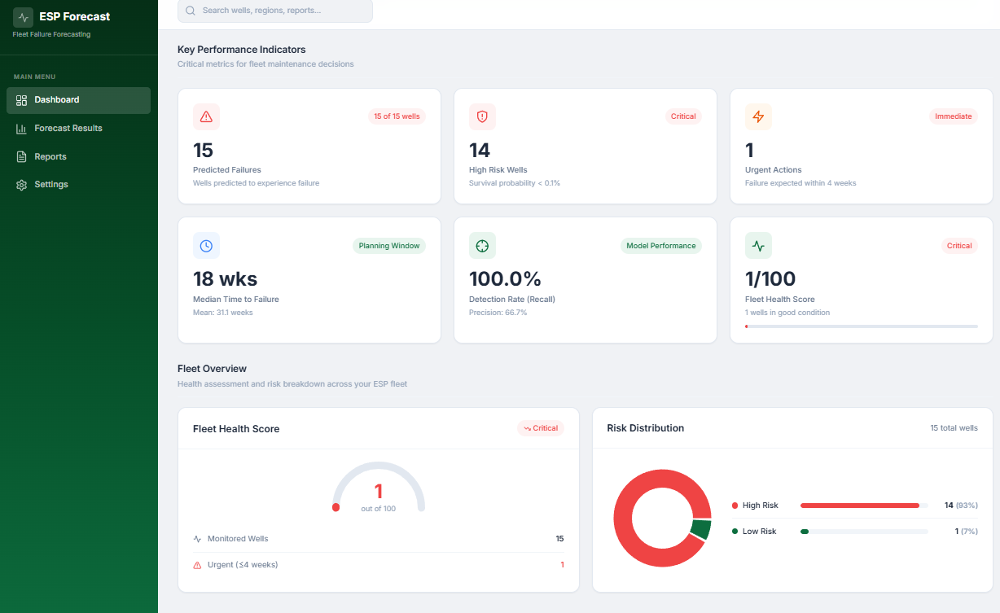 ESP Forecast
Fleet Failure Forecasting
Search wells, regions, reports...
MAIN MENU
Dashboard
Forecast Results
Reports
Settings
Key Performance Indicators
Critical metrics for fleet maintenance decisions
15 of 15 wells
15
Predicted Failures
Wells predicted to experience failure
Critical
14
High Risk Wells
Survival probability < 0.1%
Immediate
1
Urgent Actions
Failure expected within 4 weeks
Planning Window
18 wks
Median Time to Failure
Mean: 31.1 weeks
Model Performance
100.0%
Detection Rate (Recall)
Precision: 66.7%
Critical
1/100
Fleet Health Score
1 wells in good condition
Fleet Overview
Health assessment and risk breakdown across your ESP fleet
Fleet Health Score
Critical
1
out of 100
Monitored Wells 15
Urgent (≤4 weeks) 1
Risk Distribution
15 total wells
High Risk 14 (93%)
Low Risk 1 (7%)